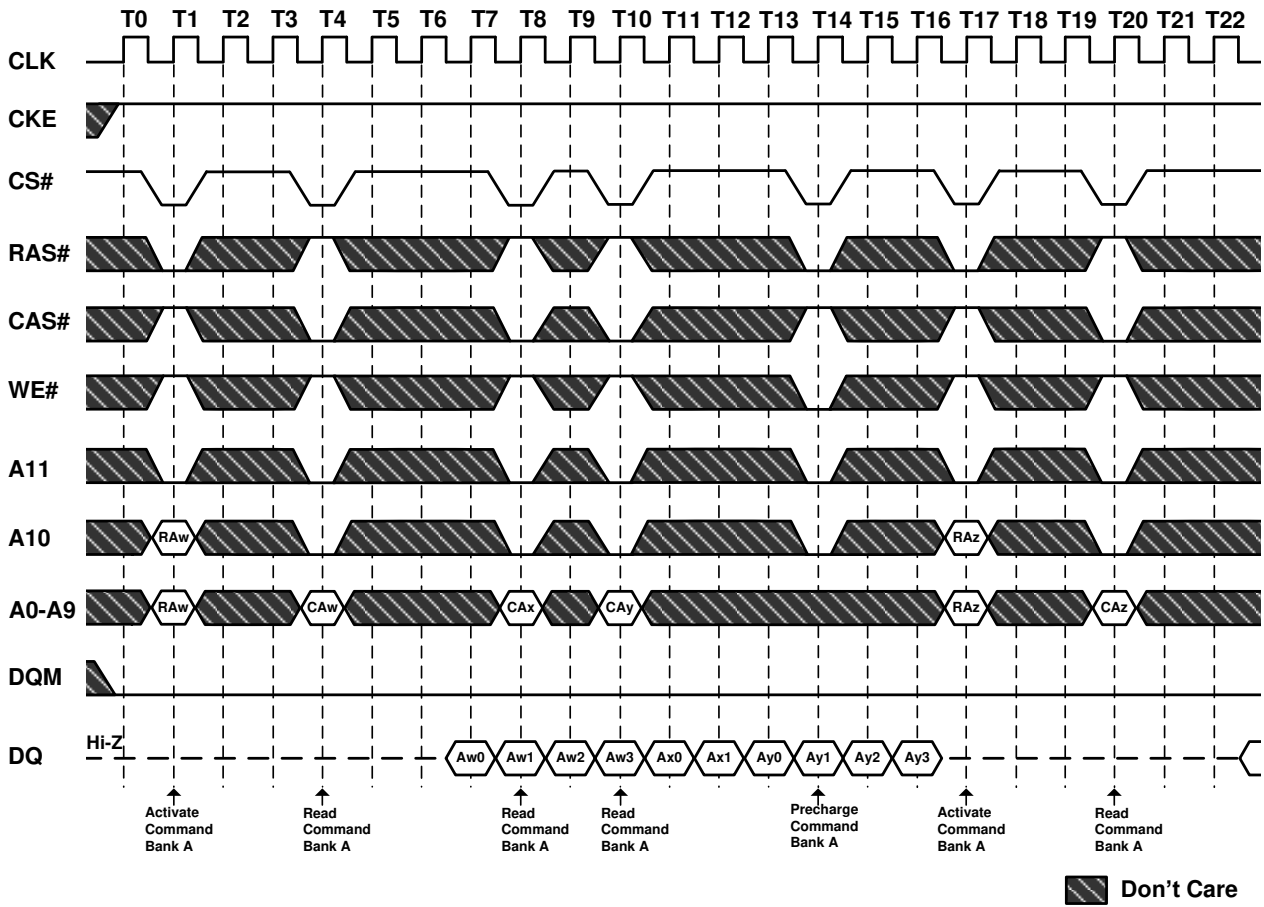 T0 T1 T2 T3 T4 T5 T6 T7 T8 T9 T10 T11 T12 T13 T14 T15 T16 T17 T18 T19 T20 T21 T22
CLK
CKE
CS#
RAS#
CAS#
WE#
A11
A10 RAw RAz
A0-A9 RAw CAw CAx CAy RAz CAz
DQM
DQ Hi-Z Aw0 Aw1 Aw2 Aw3 Ax0 Ax1 Ay0 Ay1 Ay2 Ay3
Activate
Command
Bank A
Read
Command
Bank A
Read
Command
Bank A
Read
Command
Bank A
Precharge
Command
Bank A
Activate
Command
Bank A
Read
Command
Bank A
Don't Care